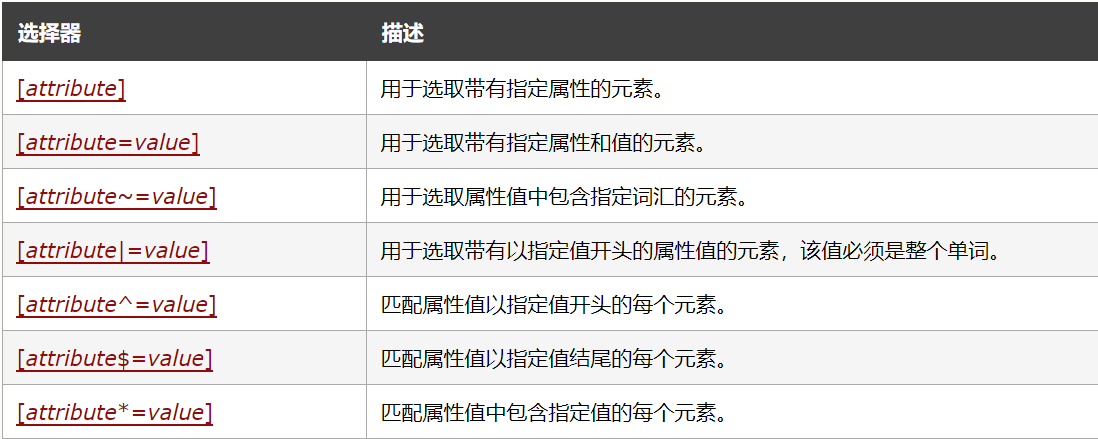 选择器 描述
[attribute] 用于选取带有指定属性的元素。
[attribute=value] 用于选取带有指定属性和值的元素。
[attribute~=value] 用于选取属性值中包含指定词汇的元素。
[attribute|=value] 用于选取带有以指定值开头的属性值的元素，该值必须是整个单词。
[attribute^=value] 匹配属性值以指定值开头的每个元素。
[attribute$=value] 匹配属性值以指定值结尾的每个元素。
[attribute*=value] 匹配属性值中包含指定值的每个元素。